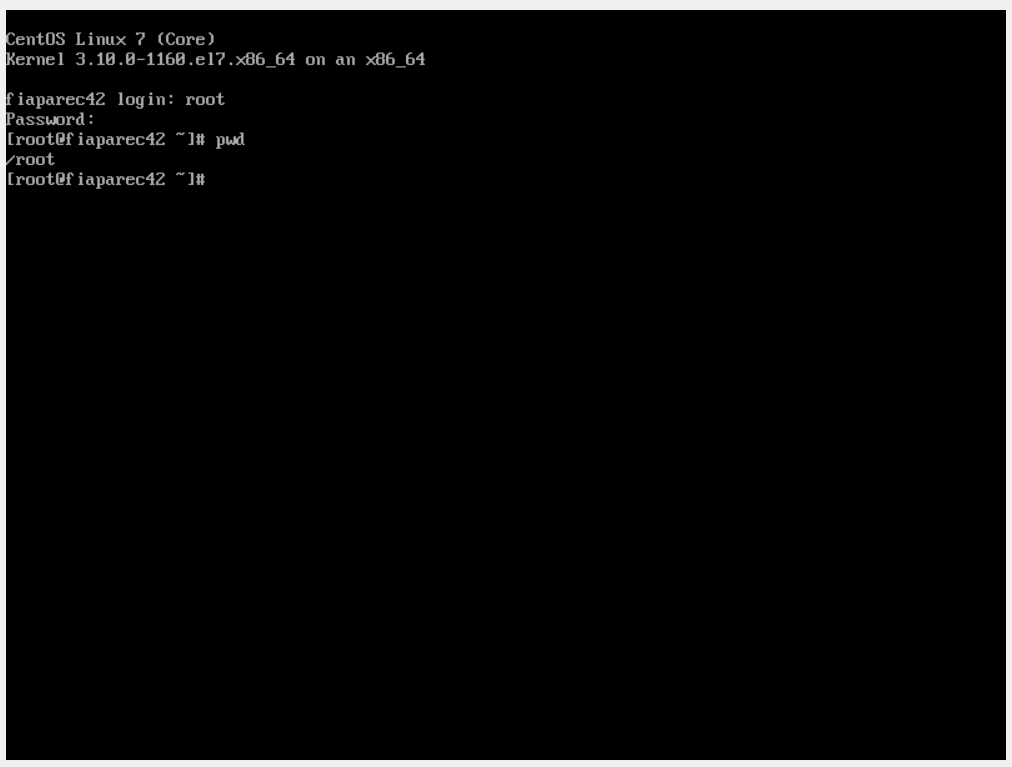 CentOS Linux 7 (Core)
Kernel 3.10.0-1160.el7.x86_64 on an x86_64
fiaparec42 login: root
Password:
[root@fiaparec42 ~]# pwd
/root
[root@fiaparec42 ~]#